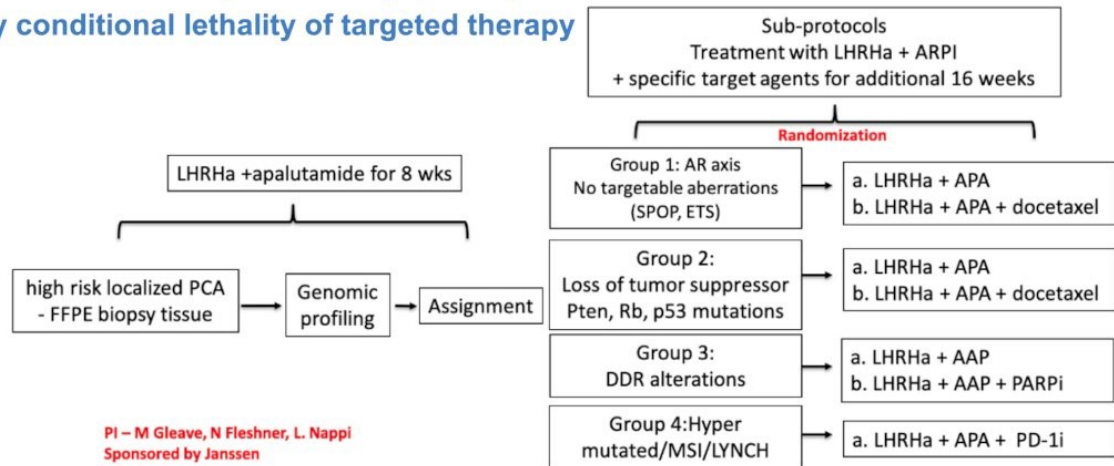 y conditional lethality of targeted therapy
Sub-protocols
Treatment with LHRHa + ARPI
+ specific target agents for additional 16 weeks
Randomization
LHRHa +apalutamide for 8 wks
high risk localized PCA
- FFPE biopsy tissue
Genomic
profiling
Assignment
Group 1: AR axis
No targetable aberrations
(SPOP, ETS)
a. LHRHa + APA
b. LHRHa + APA + docetaxel
Group 2:
Loss of tumor suppressor
Pten, Rb, p53 mutations
a. LHRHa + APA
b. LHRHa + APA + docetaxel
Group 3:
DDR alterations
a. LHRHa + AAP
b. LHRHa + AAP + PARPi
Group 4:Hyper
mutated/MSI/LYNCH
a. LHRHa + APA + PD-1i
PI – M Gleave, N Fleshner, L. Nappi
Sponsored by Janssen